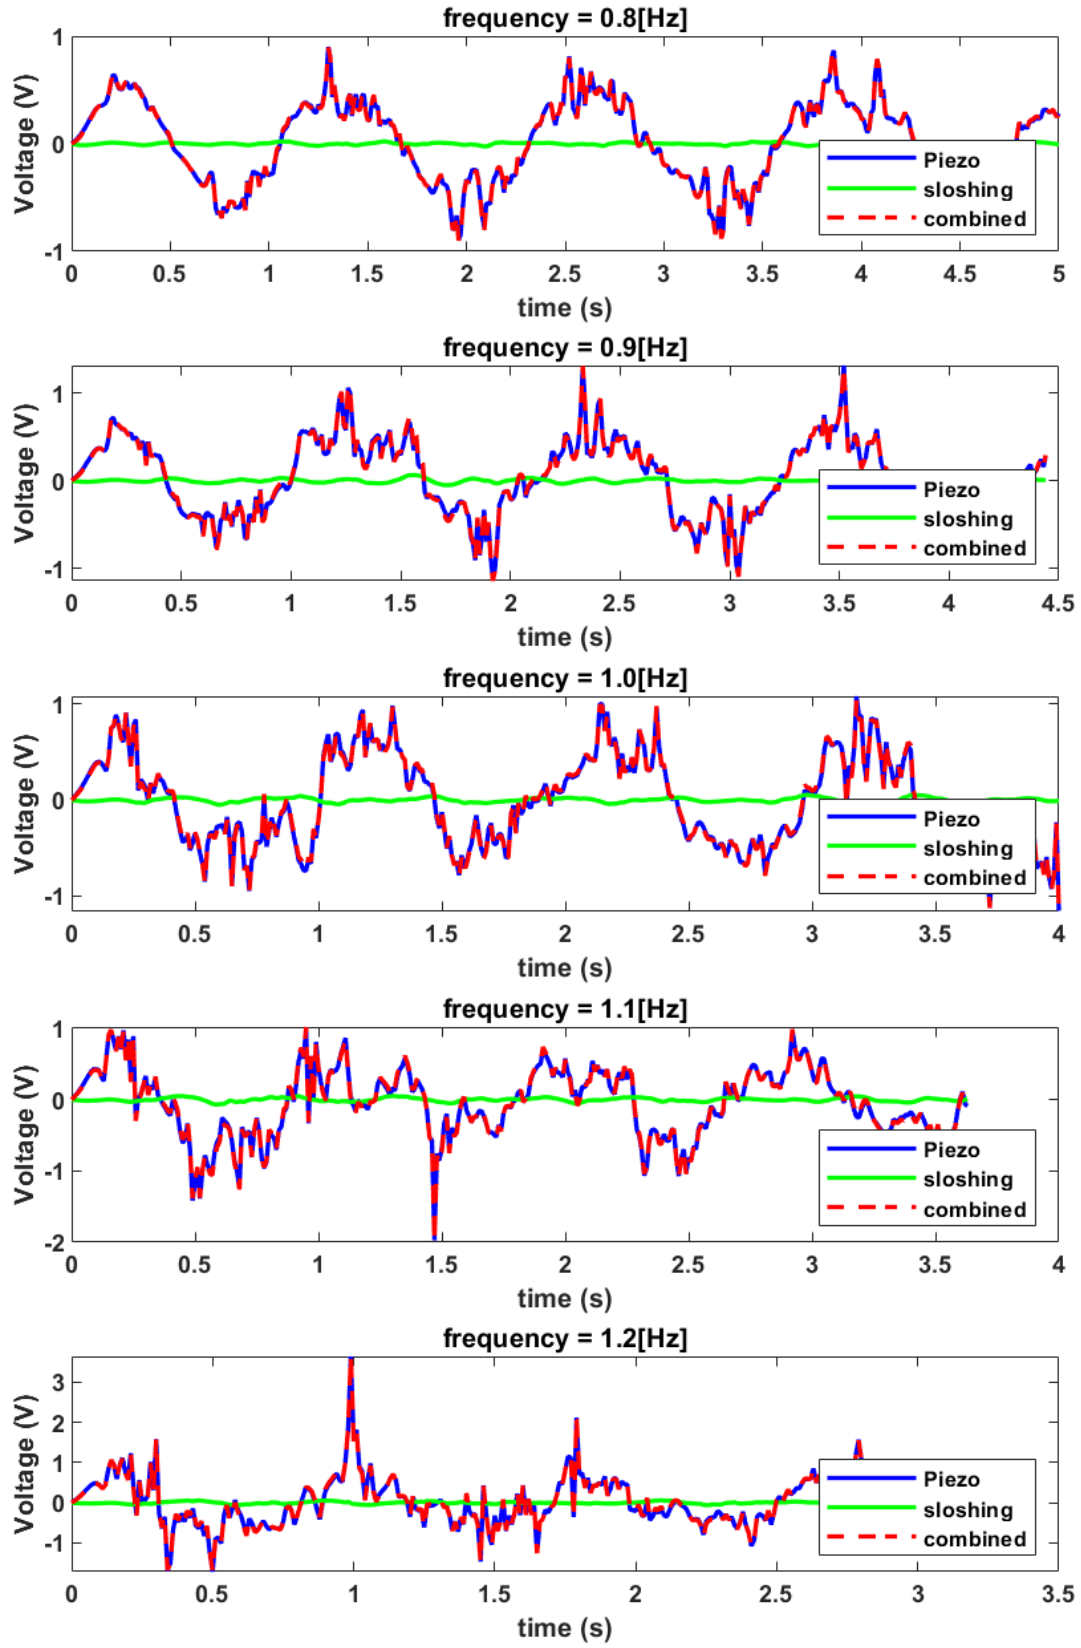 frequency = 0.8[Hz]
Voltage (V)
1
0
-1
0 0.5 1 1.5 2 2.5 3 3.5 4 4.5 5
time (s)
Piezo
sloshing
combined
frequency = 0.9[Hz]
Voltage (V)
1
0
-1
0 0.5 1 1.5 2 2.5 3 3.5 4 4.5
time (s)
Piezo
sloshing
combined
frequency = 1.0[Hz]
Voltage (V)
1
0
-1
0 0.5 1 1.5 2 2.5 3 3.5 4
time (s)
Piezo
sloshing
combined
frequency = 1.1[Hz]
Voltage (V)
1
0
-1
-2
0 0.5 1 1.5 2 2.5 3 3.5 4
time (s)
Piezo
sloshing
combined
frequency = 1.2[Hz]
Voltage (V)
3
2
1
0
-1
0 0.5 1 1.5 2 2.5 3 3.5
time (s)
Piezo
sloshing
combined